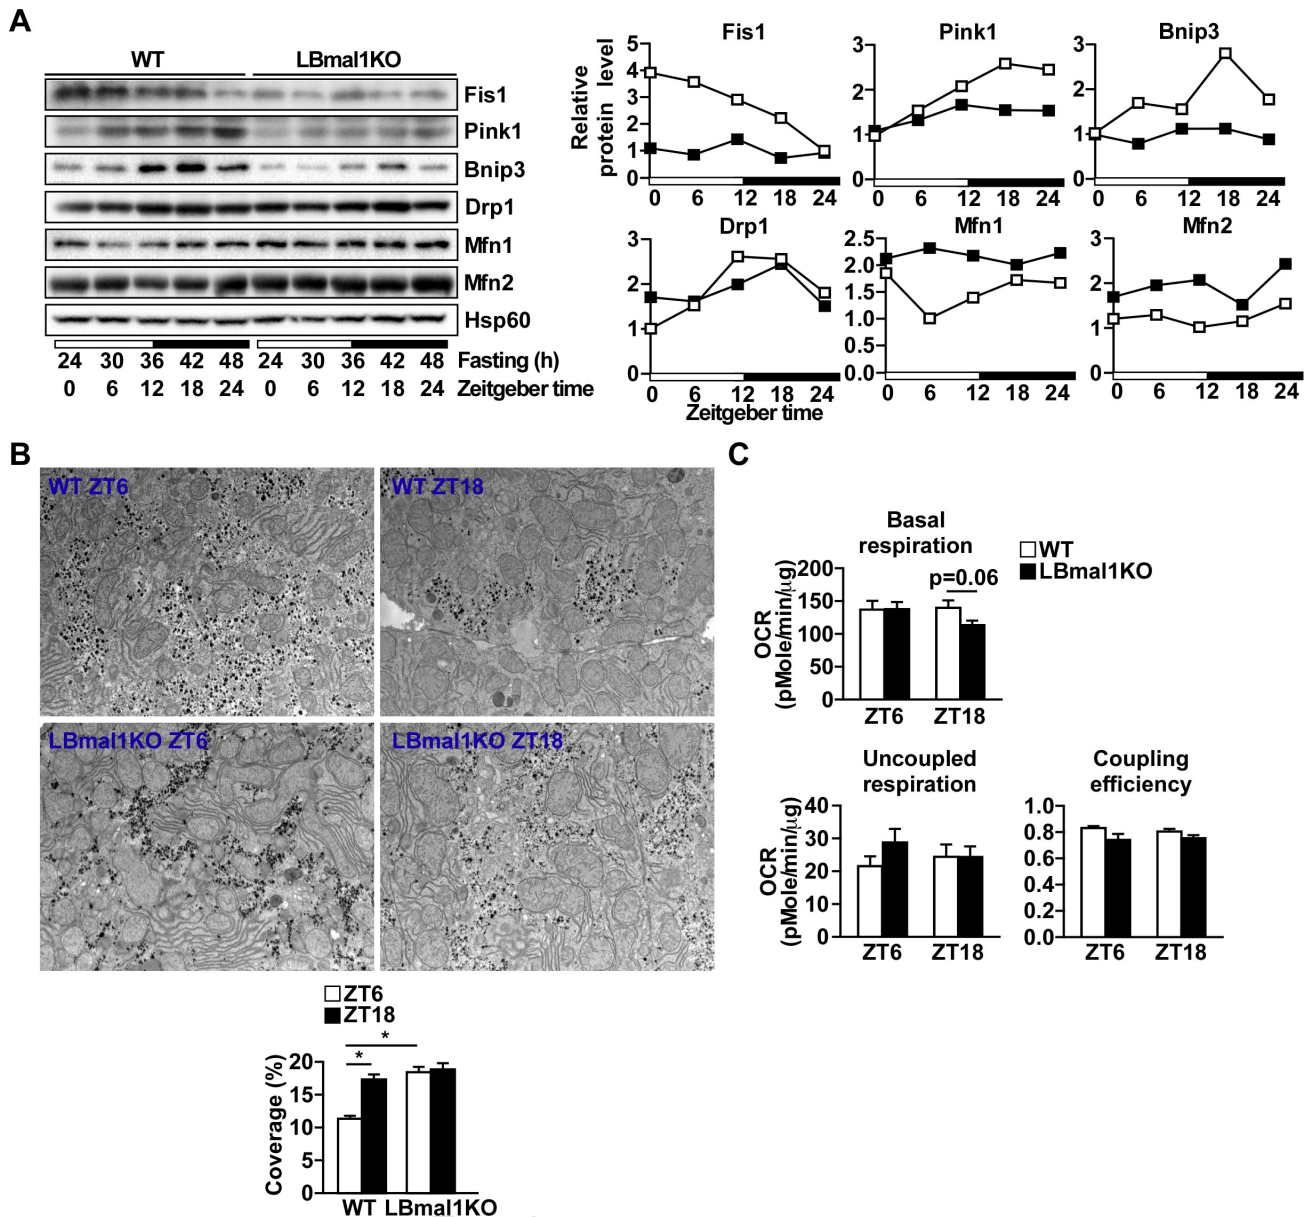 A
WT LBmal1KO
Fis1
Pink1
Bnip3
Drp1
Mfn1
Mfn2
Hsp60
24 30 36 42 48 24 30 36 42 48 Fasting (h)
0 6 12 18 24 0 6 12 18 24 Zeitgeber time
Relative
protein level
Fis1
5
4
3
2
1
0
0 6 12 18 24
Pink1
3
2
1
0
0 6 12 18 24
Bnip3
3
2
1
0
0 6 12 18 24
Drp1
3
2
1
0
0 6 12 18 24
Zeitgeber time
Mfn1
2.5
2.0
1.5
1.0
0.5
0.0
0 6 12 18 24
Mfn2
3
2
1
0
0 6 12 18 24
B
WT ZT6
WT ZT18
LBmal1KO ZT6
LBmal1KO ZT18
ZT6
ZT18
Coverage (%)
20
15
10
5
0
*
*
WT LBmal1KO
C
Basal
respiration
WT
LBmal1KO
OCR
(pMole/min/μg)
200
150
100
50
0
p=0.06
ZT6 ZT18
Uncoupled
respiration
OCR
(pMole/min/μg)
40
30
20
10
0
ZT6 ZT18
Coupling
efficiency
1.0
0.8
0.6
0.4
0.2
0.0
ZT6 ZT18